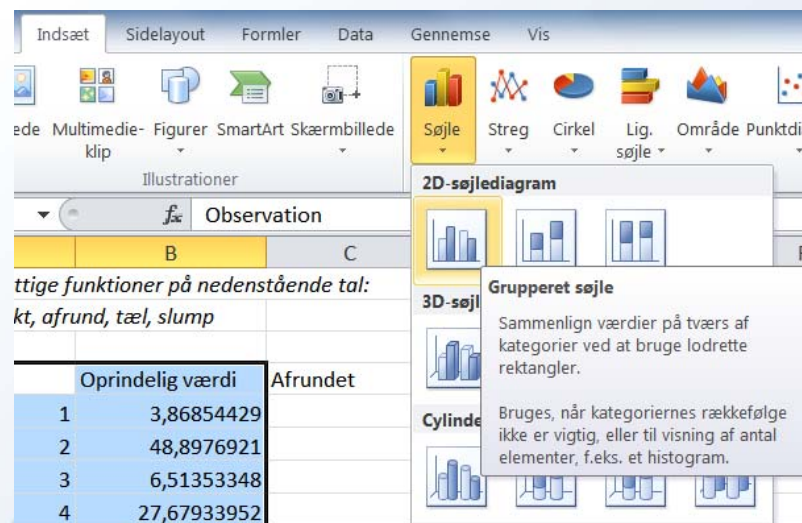 Indsæt Sidelayout Formler Data Gennemse Vis
Multimedie- Figurer SmartArt Skærmbillede Søjle Streg Cirkel Lig. Område
klip søjle
Illustrationer
2D-søjlediagram
fx Observation
B C
ttige funktioner på nedenstående tal:
kt, afrund, tæl, slump
Grupperet søjle
3D-søjl
Sammenlign værdier på tværs af
kategorier ved at bruge lodrette
rektangler.
Oprindelig værdi Afrundet
1 3,86854429
Cylinde
Bruges, når kategoriernes rækkefølge
ikke er vigtig, eller til visning af antal
elementer, f.eks. et histogram.
2 48,8976921
3 6,51353348
4 27,67933952